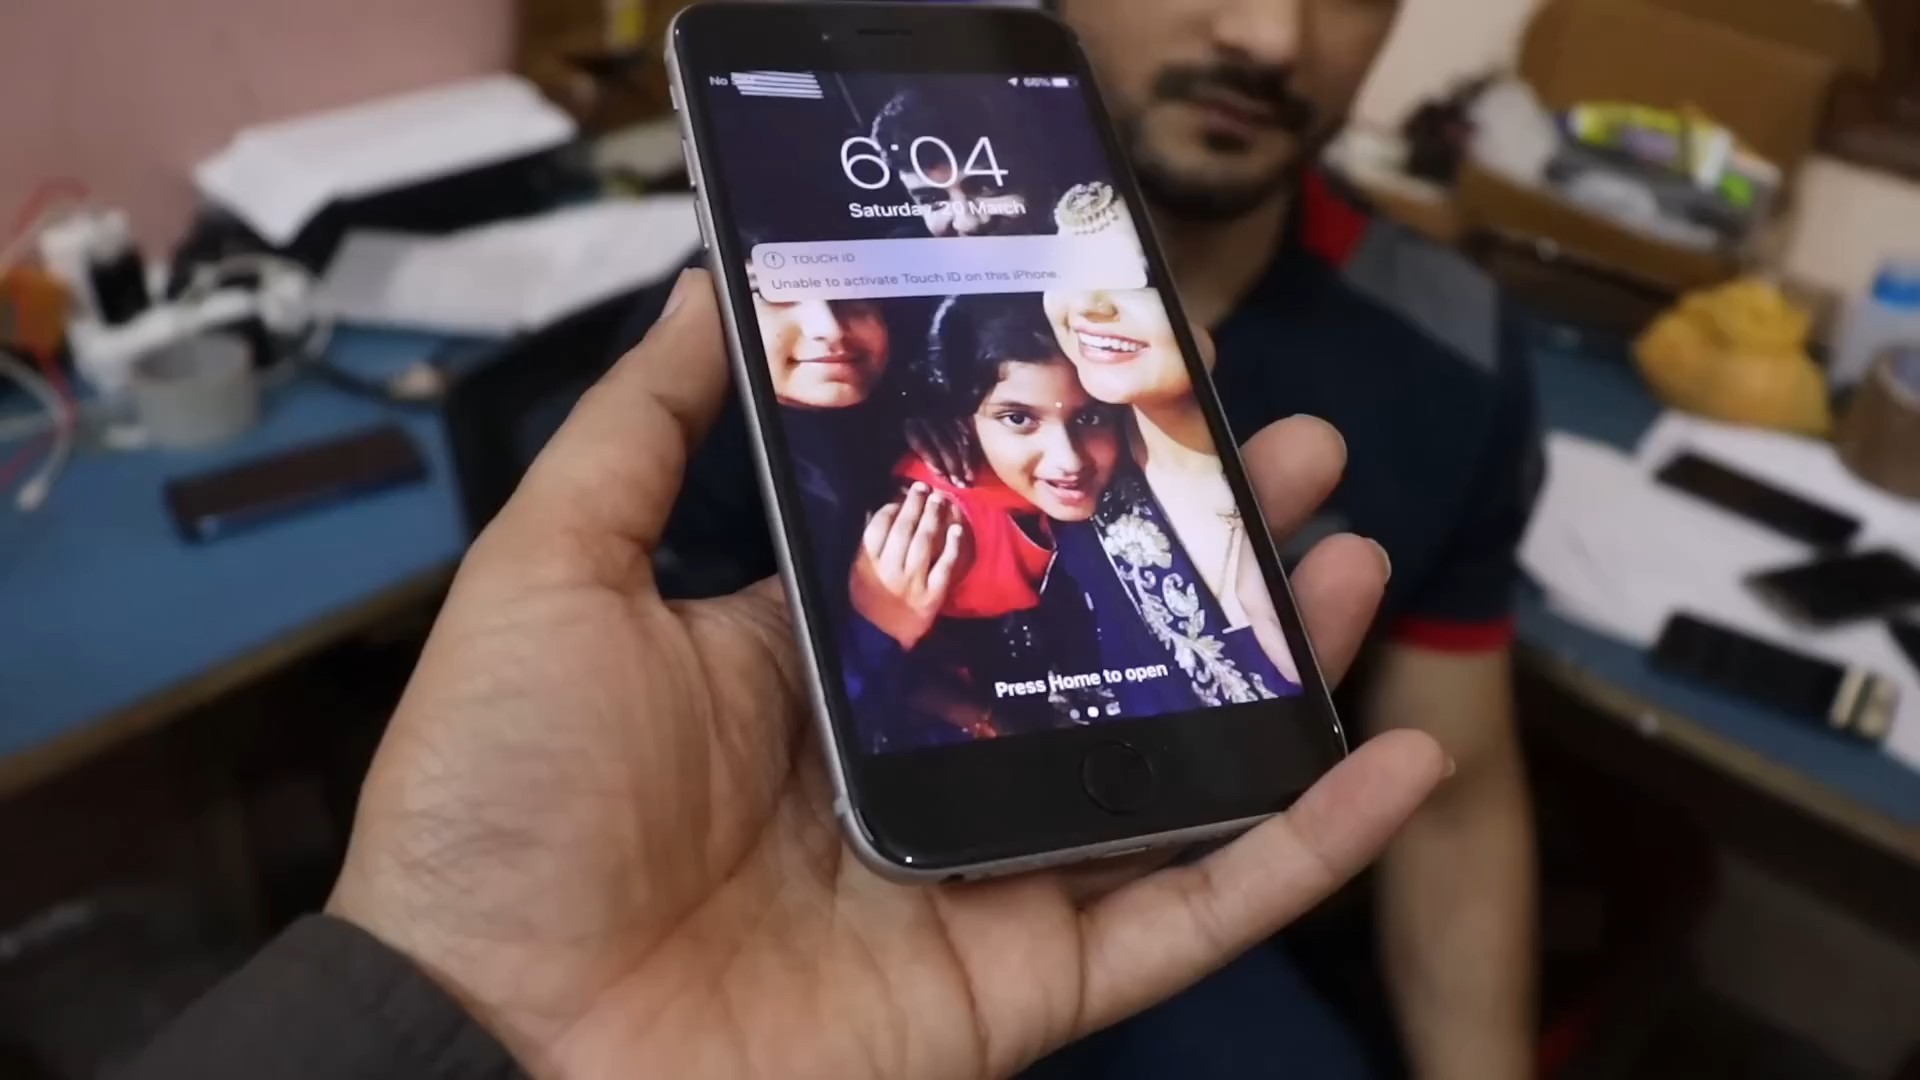 No
66%
6:04
Saturday, 20 March
TOUCH ID
Unable to activate Touch ID on this iPhone.
Press Home to open